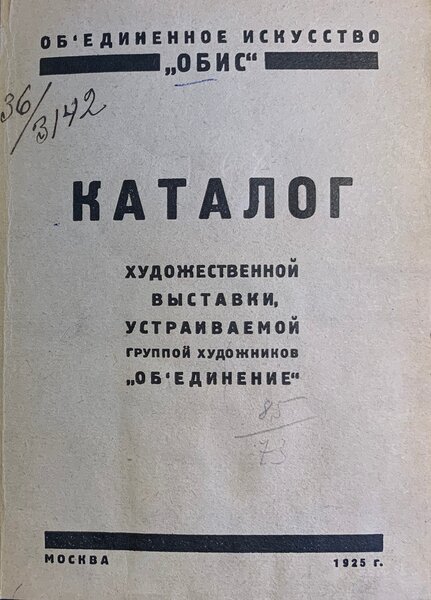 ОБ'ЕДИНЕННОЕ ИСКУССТВО
„ОБИС“
36/3142
КАТАЛОГ
ХУДОЖЕСТВЕННОЙ
ВЫСТАВКИ,
УСТРАИВАЕМОЙ
ГРУППОЙ ХУДОЖНИКОВ
„ОБ'ЕДИНЕНИЕ“
85
73
МОСКВА 1925 г.